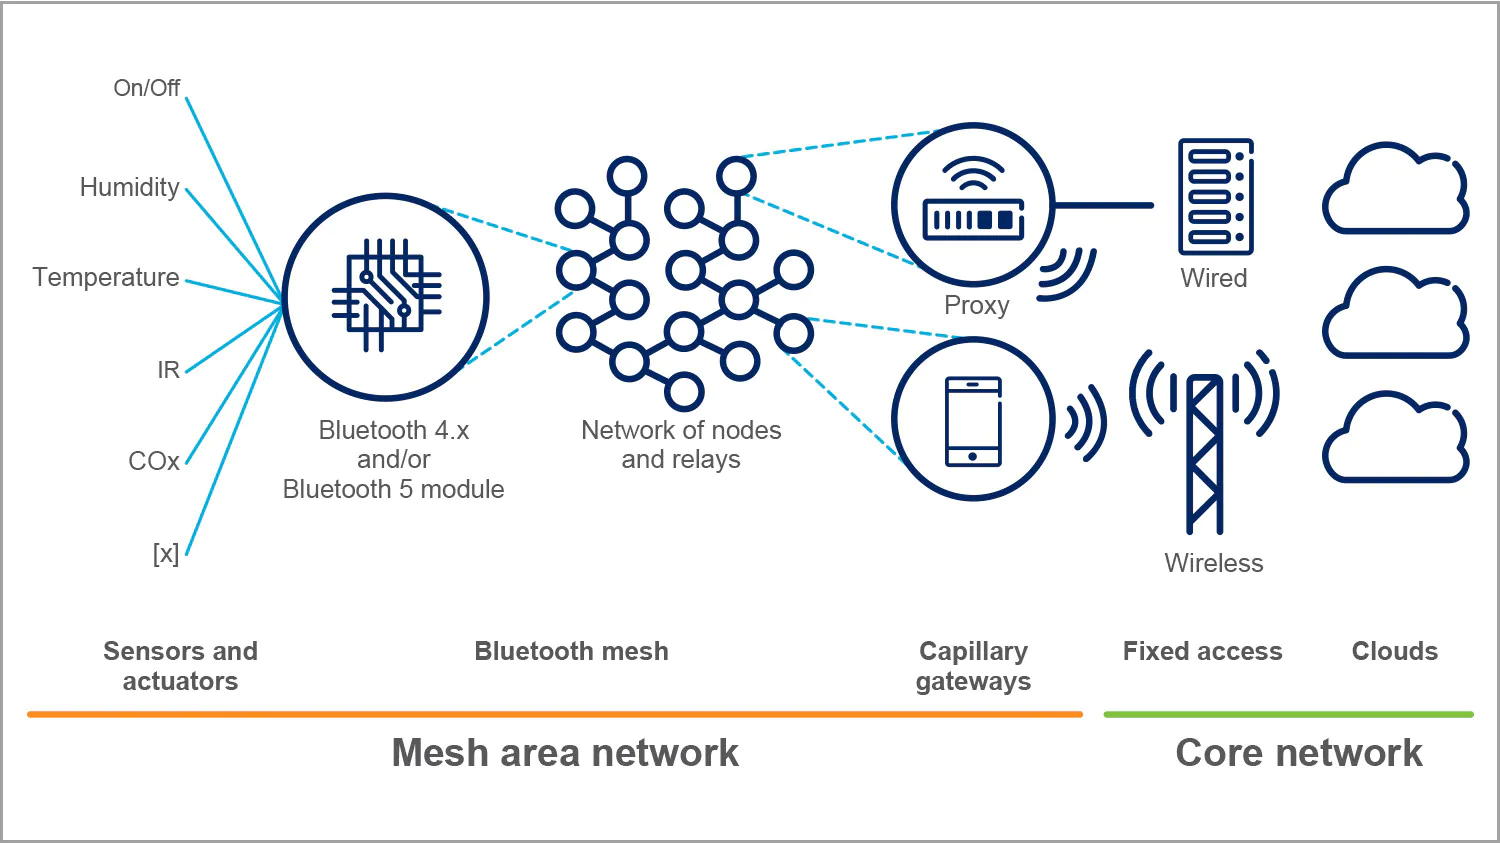 On/Off
Humidity
Temperature
IR
COx
[x]
Bluetooth 4.x
and/or
Bluetooth 5 module
Network of nodes
and relays
Proxy
Wired
Wireless
Sensors and
actuators
Bluetooth mesh
Capillary
gateways
Fixed access
Clouds
Mesh area network
Core network